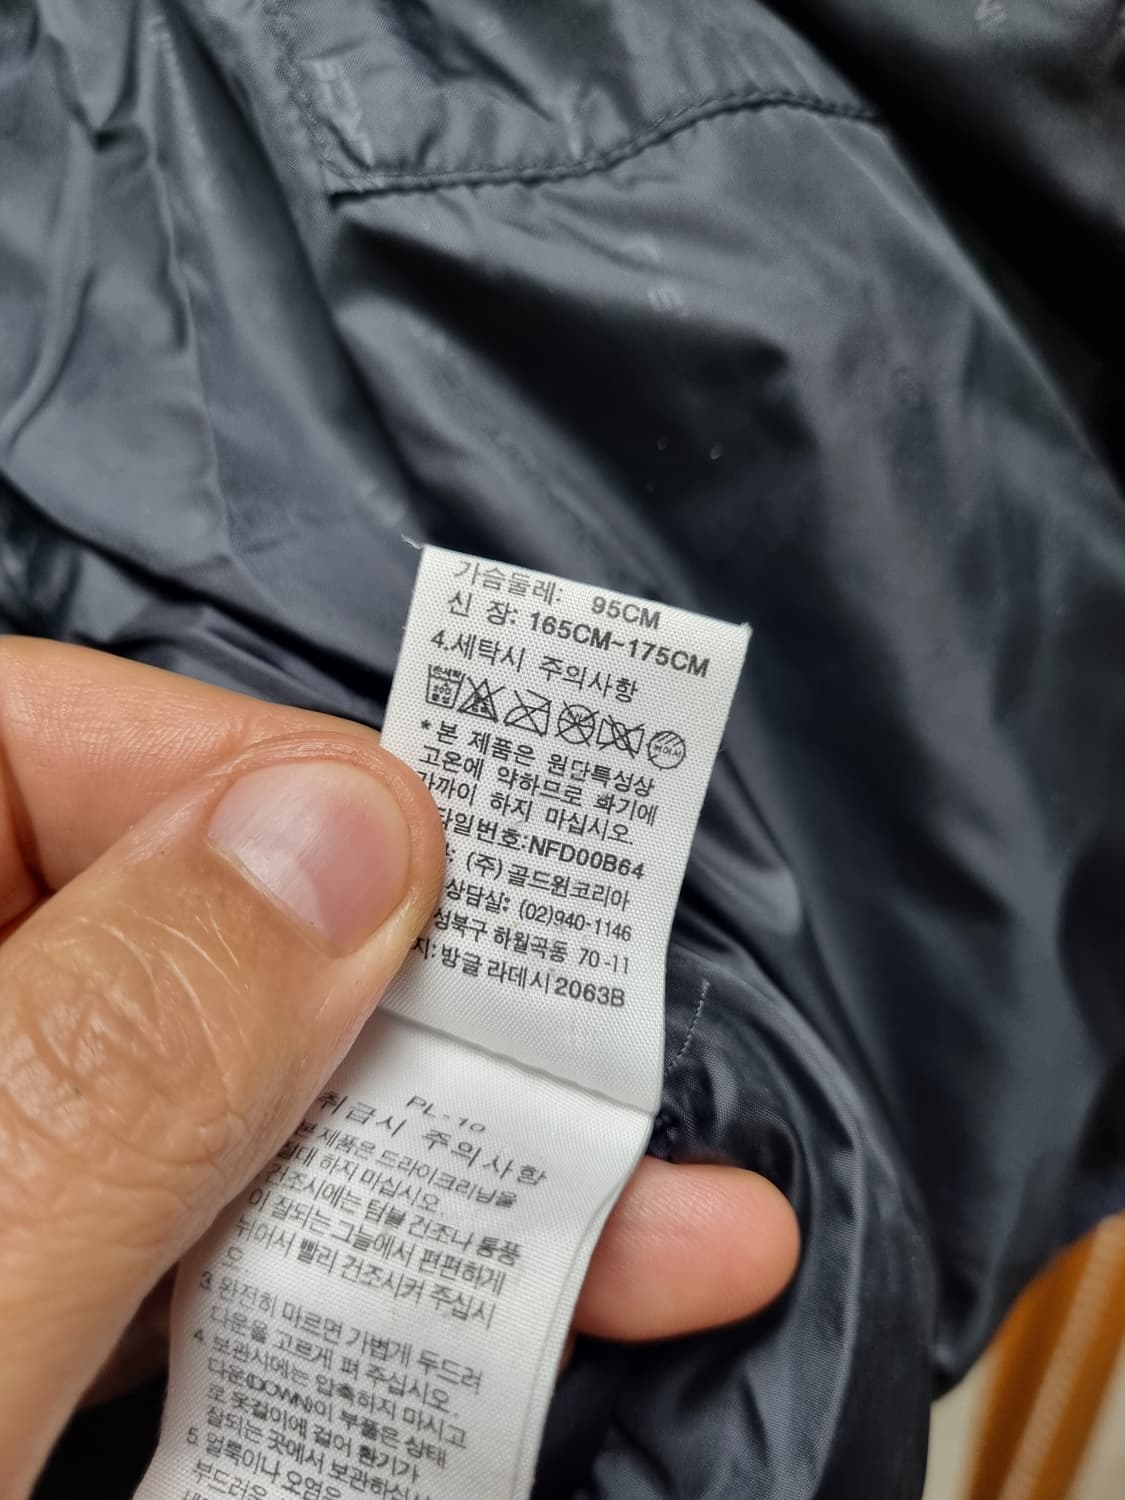 가슴둘레: 95CM
신 장: 165CM~175CM
4.세탁시 주의사항
* 본 제품은 원단특성상
고온에 약하므로 화기에
가까이 하지 마십시오.
타일번호:NFD00B64
(주)골드윈코리아
상담실: (02)940-1146
성북구 하월곡동 70-11
지: 방글라데시 2063B
PL-10
취급시 주의사항
본 제품은 드라이크리닝을
절대 하지 마십시오.
건조시에는 텀블 건조나 통풍
이 잘되는 그늘에서 편편하게
뉘어서 빨리 건조시켜 주십시
오.
3. 완전히 마르면 가볍게 두드려
다운을 고르게 펴 주십시오.
4. 보관시에는 압축하지 마시고
다운(DOWN)이 부풀은 상태
로 옷걸이에 걸어 환기가
잘되는 곳에서 보관하십시
5. 얼룩이나 오염은
부드러운